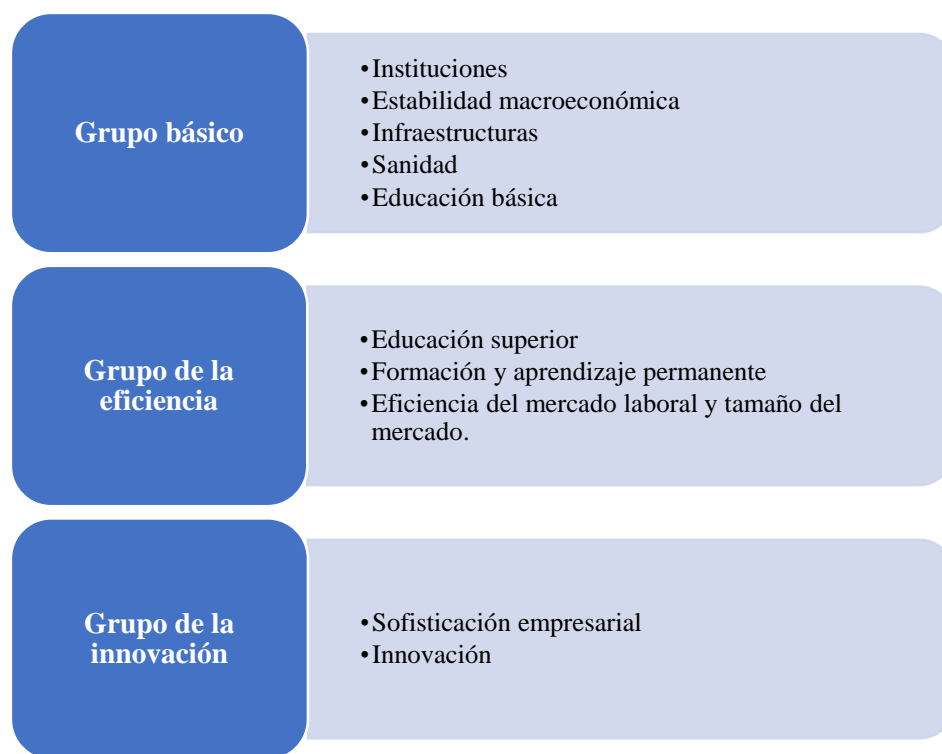 Grupo básico
•Instituciones
•Estabilidad macroeconómica
•Infraestructuras
•Sanidad
•Educación básica
Grupo de la
eficiencia
•Educación superior
•Formación y aprendizaje permanente
•Eficiencia del mercado laboral y tamaño del
mercado.
Grupo de la
innovación
•Sofisticación empresarial
•Innovación